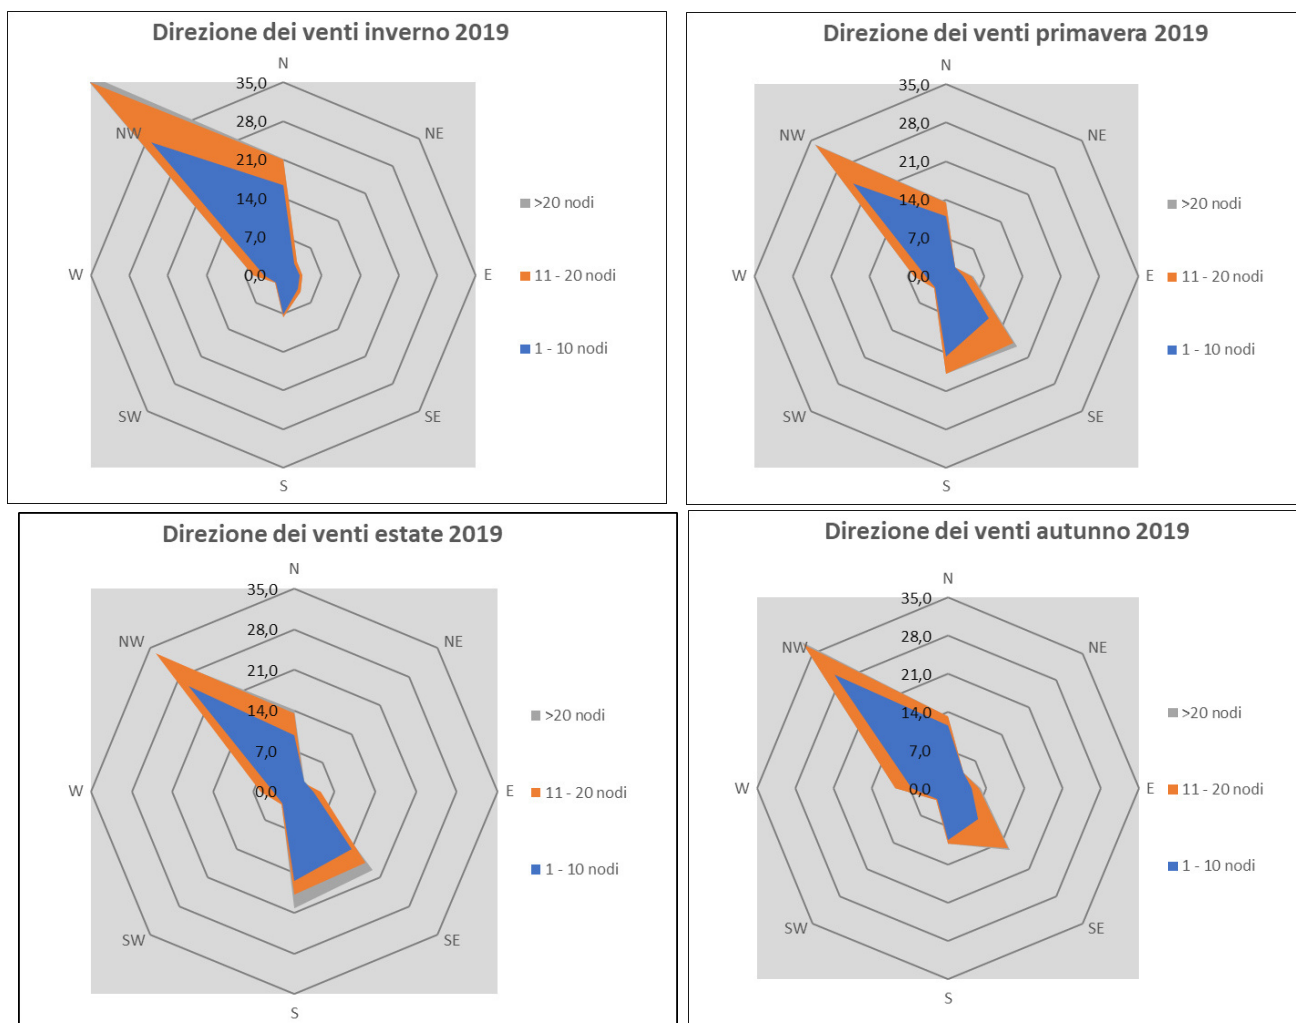 Direzione dei venti inverno 2019
N
35,0
NE
28,0
NW
21,0
14,0
7,0
0,0
W
E
SW
SE
S
>20 nodi
11 - 20 nodi
1 - 10 nodi
Direzione dei venti primavera 2019
N
35,0
NW
NE
28,0
21,0
14,0
7,0
0,0
W
E
SW
SE
S
>20 nodi
11 - 20 nodi
1 - 10 nodi
Direzione dei venti estate 2019
N
35,0
NW
NE
28,0
21,0
14,0
7,0
0,0
W
E
SW
SE
S
>20 nodi
11 - 20 nodi
1 - 10 nodi
Direzione dei venti autunno 2019
N
35,0
NW
NE
28,0
21,0
14,0
7,0
0,0
W
E
SW
SE
S
>20 nodi
11 - 20 nodi
1 - 10 nodi